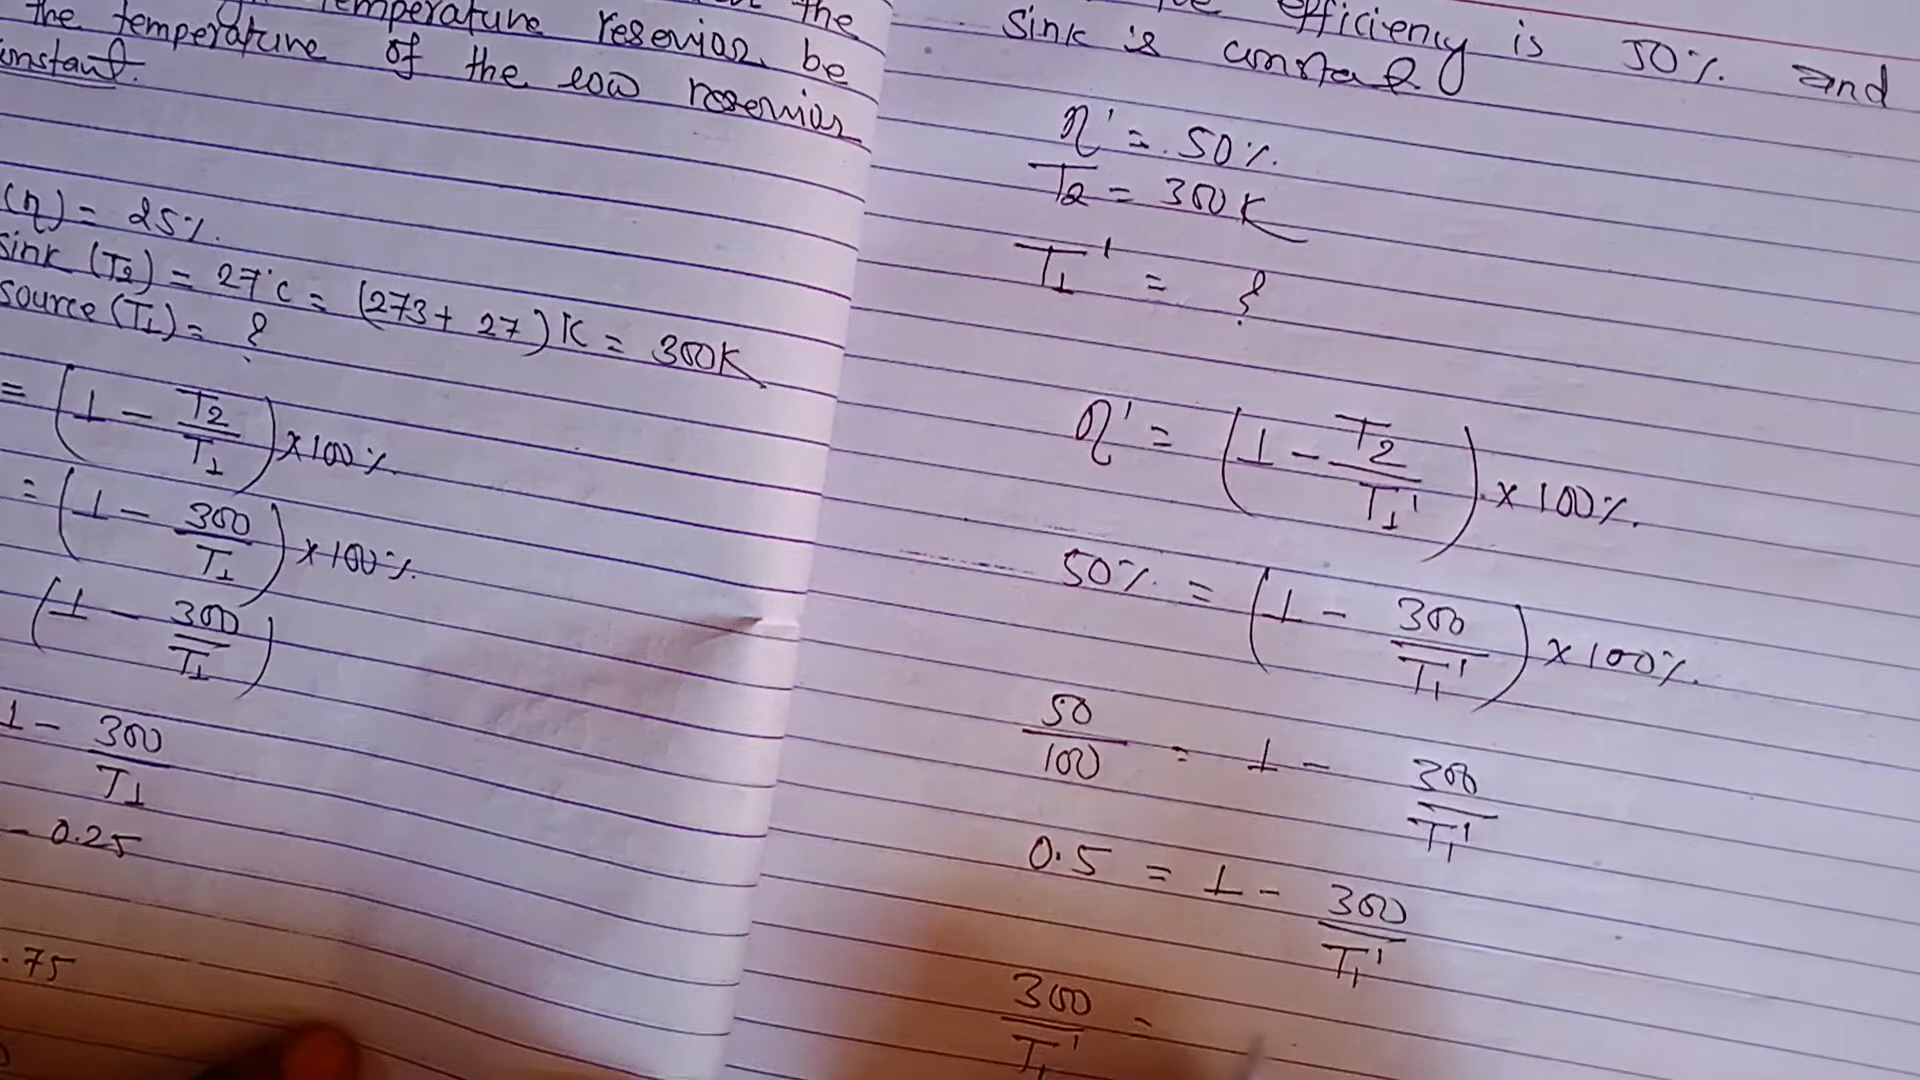 the
temperature reservior be
the temperature of the low reservior
constant.
(η) = 25%.
sink (T2) = 27°C = (273 + 27)K = 300K
source (T1) = ?
= (1 - T2/T1) × 100%.
= (1 - 300/T1) × 100%.
(1 - 300/T1)
1 - 300/T1
- 0.25
.75
efficiency is 50%. and
sink is
η' = 50%.
T2 = 300K
T1' = ?
η' = (1 - T2/T1') × 100%.
50%. = (1 - 300/T1') × 100%.
50/100 = 1 - 300/T1'
0.5 = 1 - 300/T1'
300/T1' =